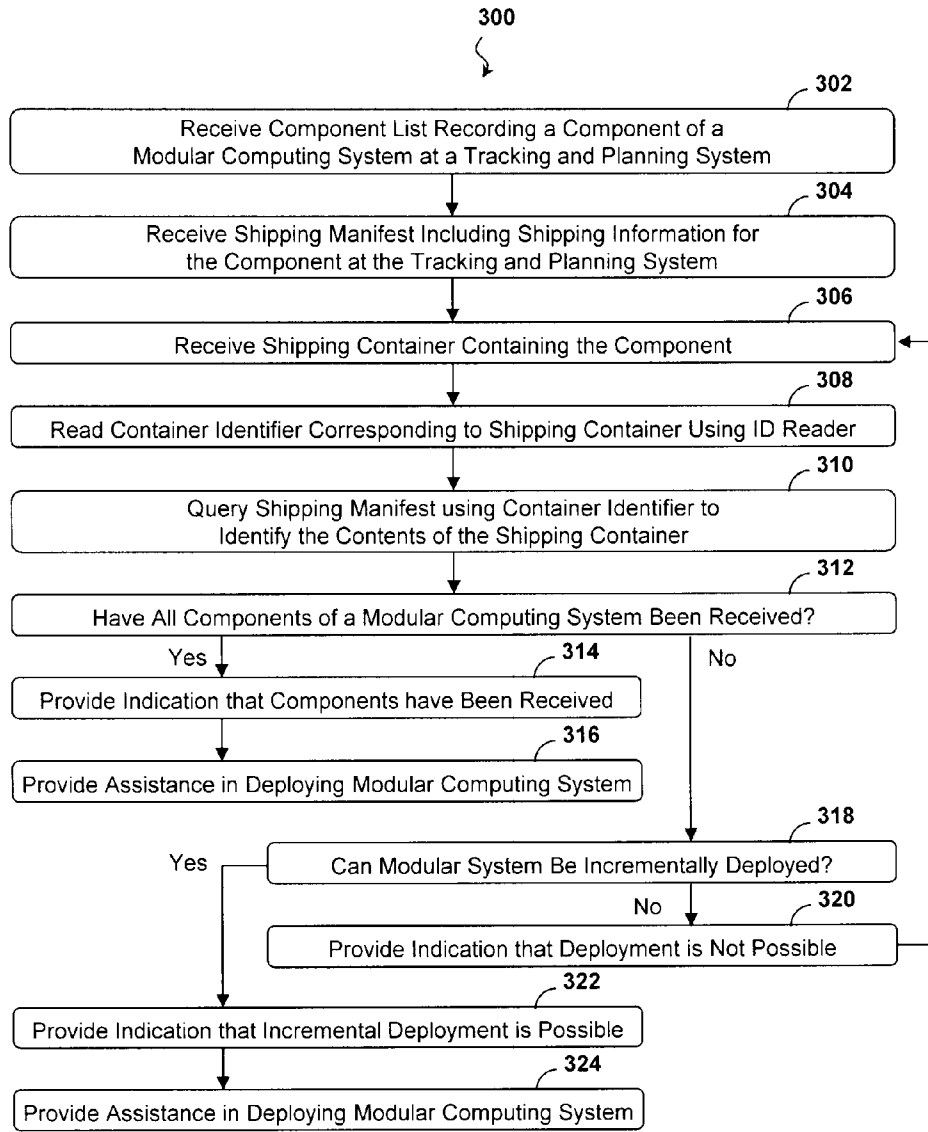 300
302
Receive Component List Recording a Component of a
Modular Computing System at a Tracking and Planning System
304
Receive Shipping Manifest Including Shipping Information for
the Component at the Tracking and Planning System
306
Receive Shipping Container Containing the Component
308
Read Container Identifier Corresponding to Shipping Container Using ID Reader
310
Query Shipping Manifest using Container Identifier to
Identify the Contents of the Shipping Container
312
Have All Components of a Modular Computing System Been Received?
Yes
No
314
Provide Indication that Components have Been Received
316
Provide Assistance in Deploying Modular Computing System
318
Can Modular System Be Incrementally Deployed?
Yes
No
320
Provide Indication that Deployment is Not Possible
322
Provide Indication that Incremental Deployment is Possible
324
Provide Assistance in Deploying Modular Computing System